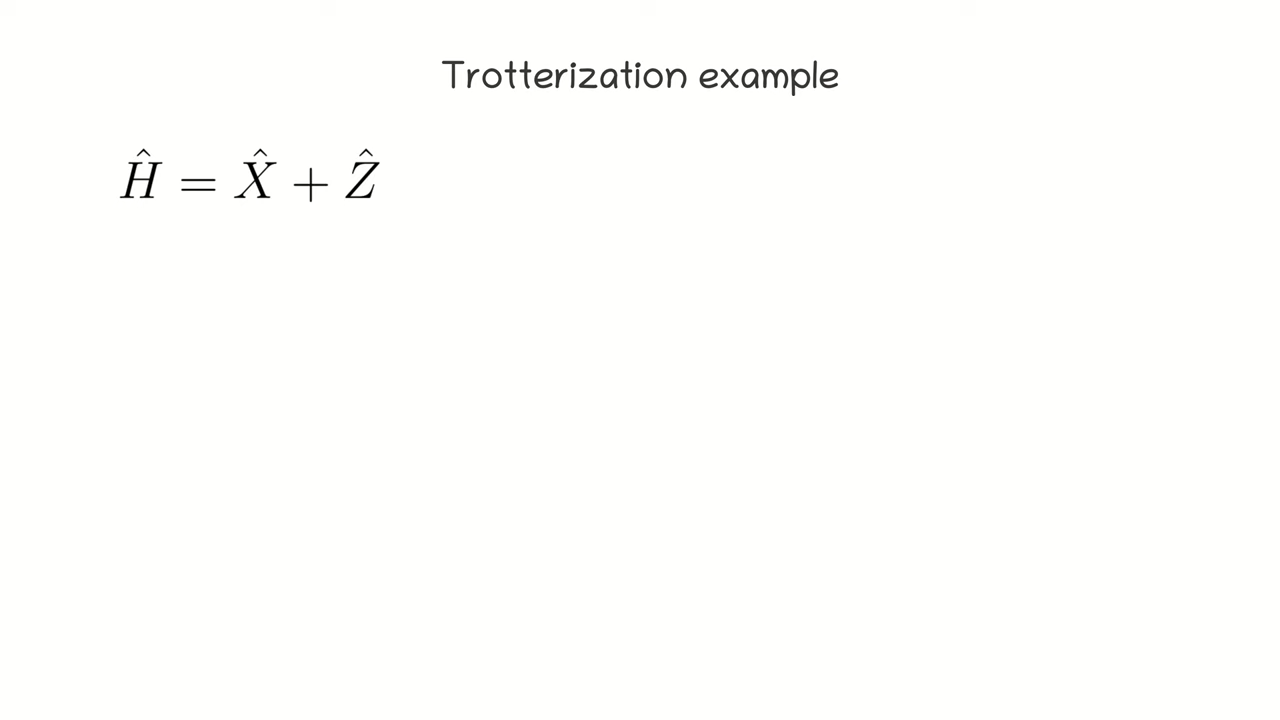 Trotterization example
Ĥ = X̂ + Ẑ